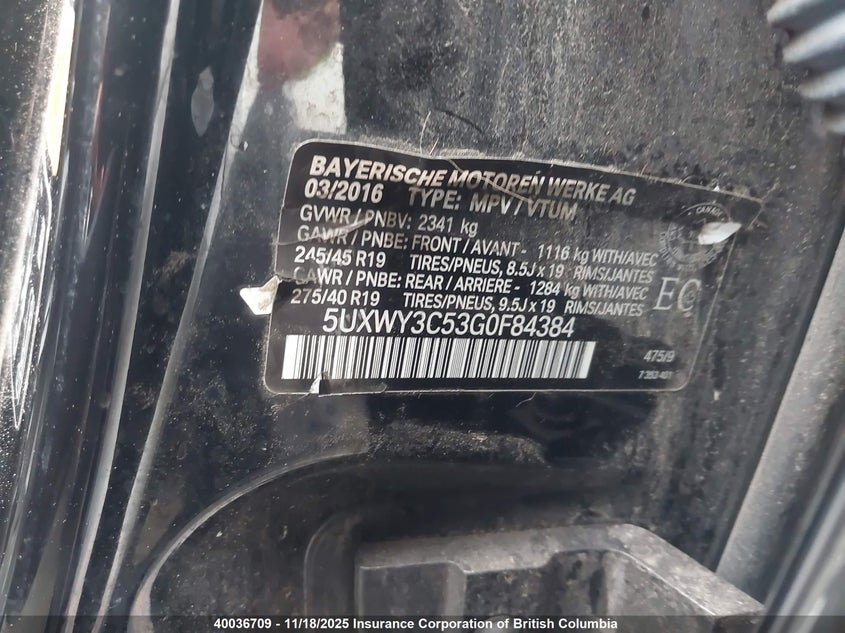 BAYERISCHE MOTOREN WERKE AG
03/2016 TYPE: MPV / VTUM
GVWR / PNBV: 2341 kg
GAWR / PNBE: FRONT / AVANT - 1116 kg WITH/AVEC
245/45 R19 TIRES/PNEUS, 8.5J x 19 RIMS/JANTES
GAWR / PNBE: REAR / ARRIERE - 1284 kg WITH/AVEC
275/40 R19 TIRES/PNEUS, 9.5J x 19 RIMS/JANTES
EC
5UXWY3C53G0F84384
475/9
40036709 - 11/18/2025 Insurance Corporation of British Columbia